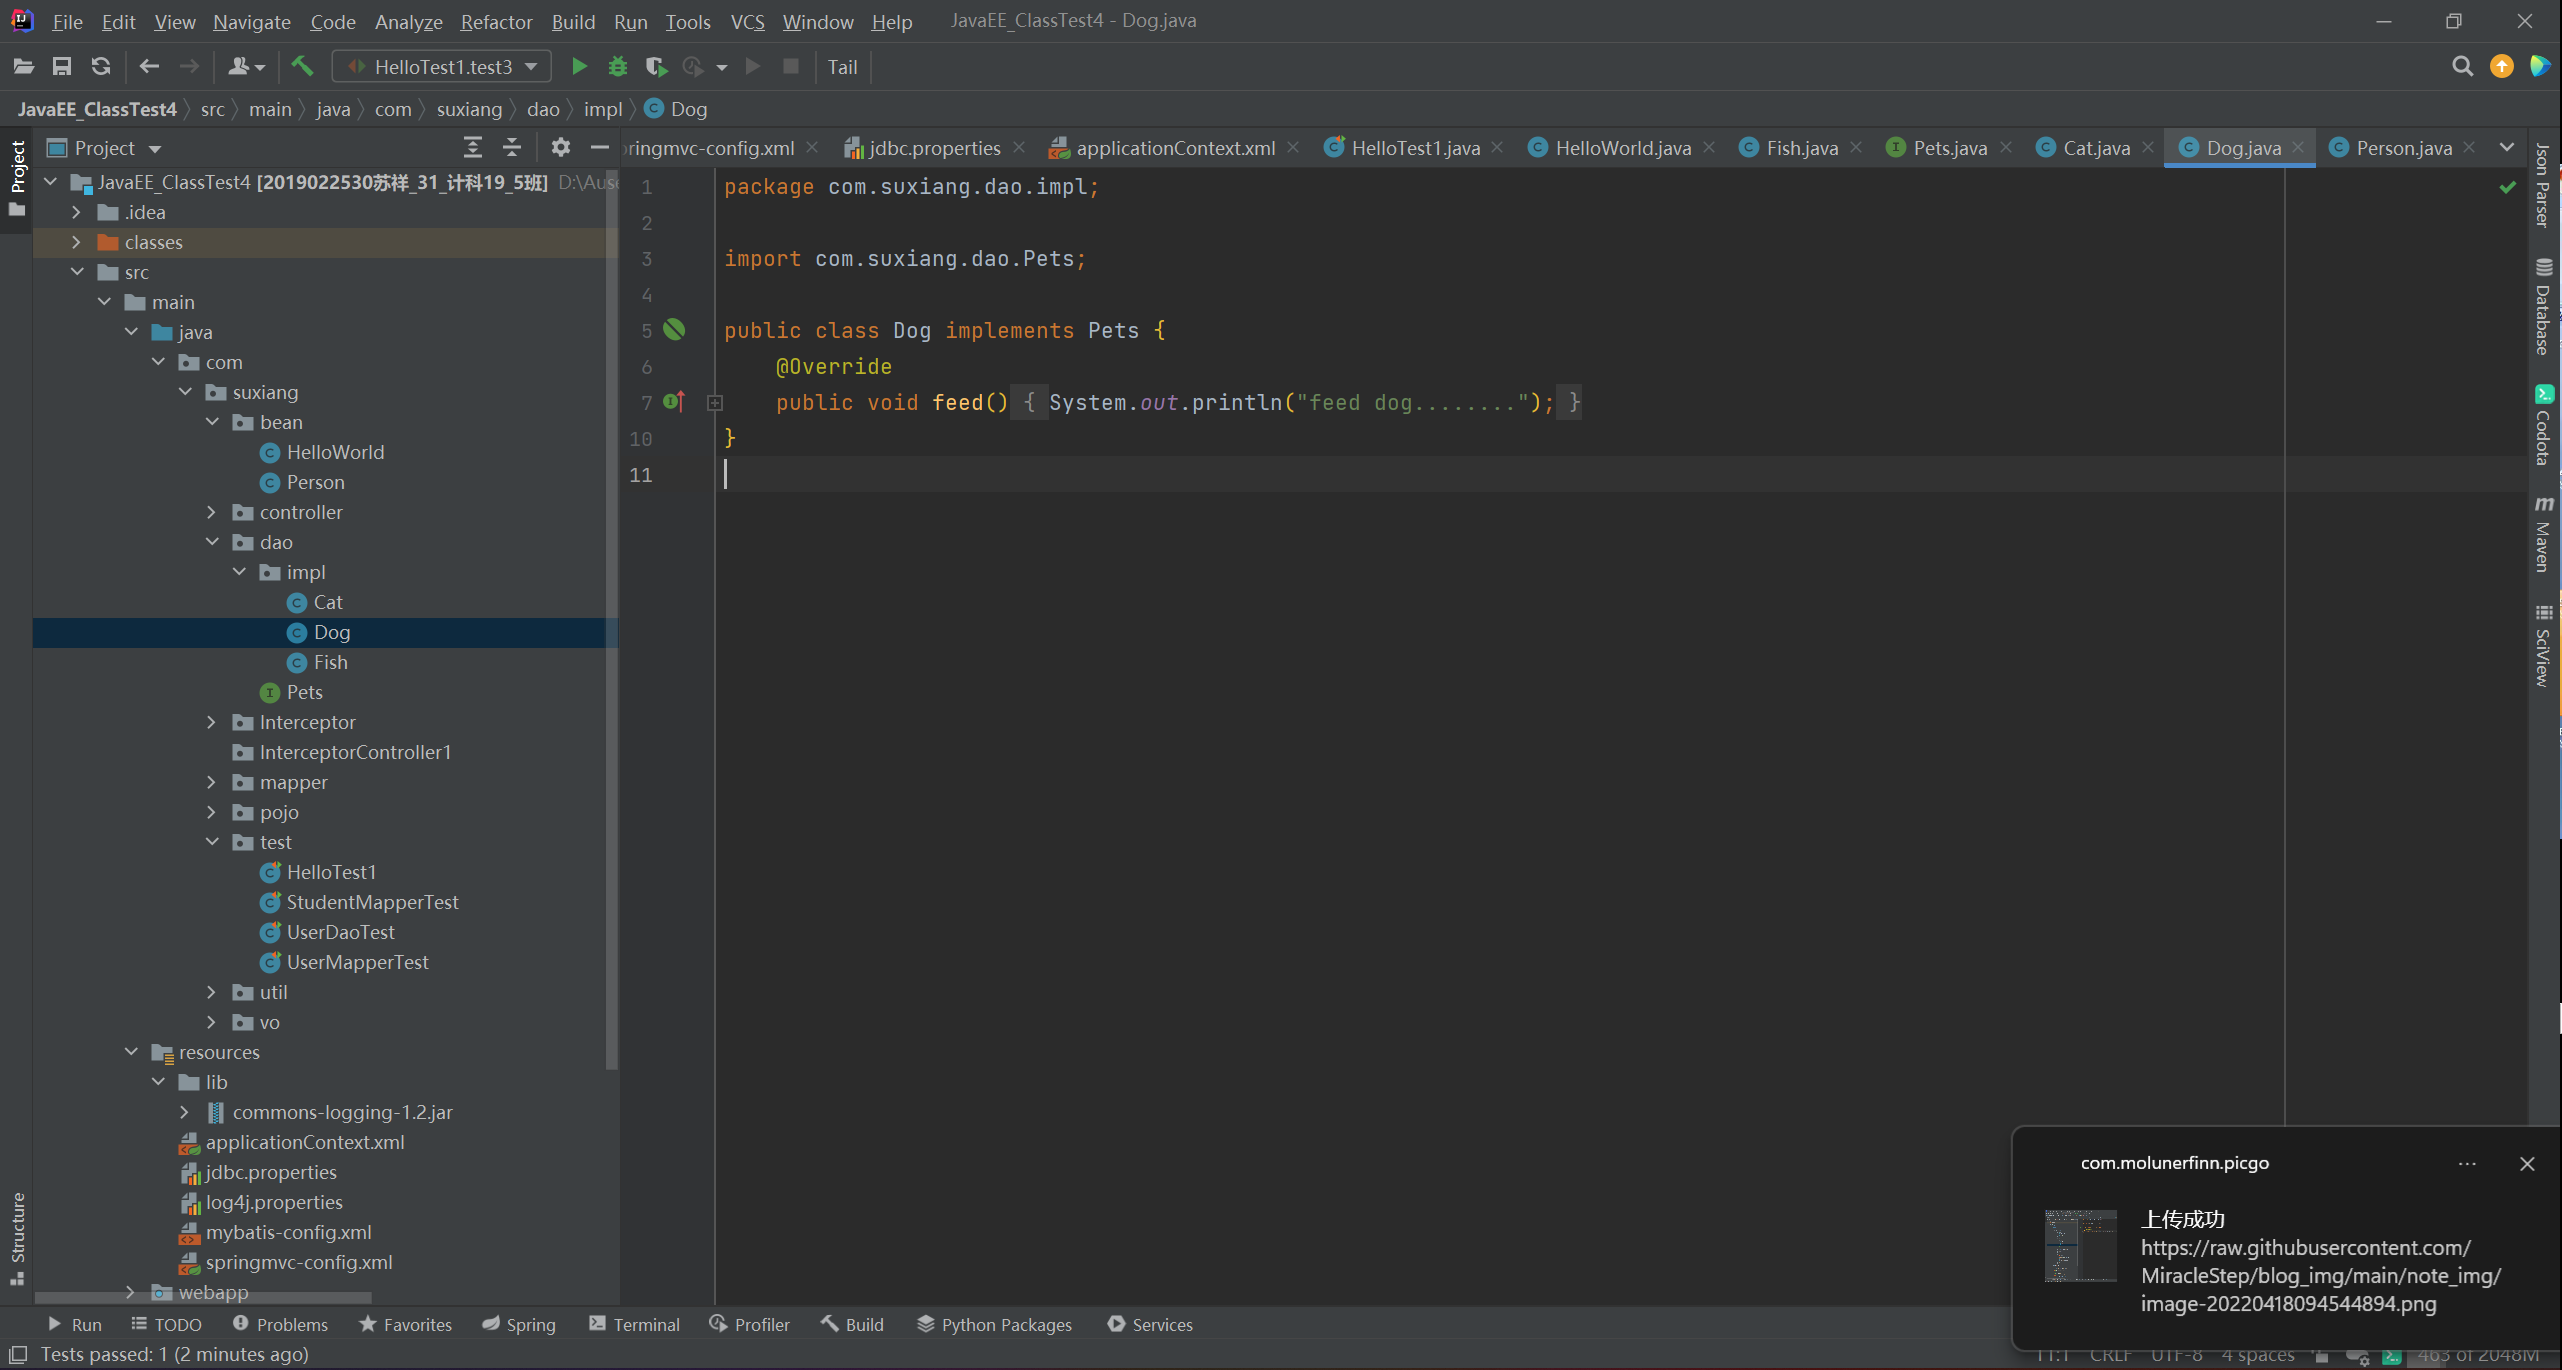 File Edit View Navigate Code Analyze Refactor Build Run Tools VCS Window Help JavaEE_ClassTest4 - Dog.java
HelloTest1.test3 Tail
JavaEE_ClassTest4 src main java com suxiang dao impl Dog
Project
ringmvc-config.xml jdbc.properties applicationContext.xml HelloTest1.java HelloWorld.java Fish.java Pets.java Cat.java Dog.java Person.java
Project
Structure
JavaEE_ClassTest4 [2019022530苏祥_31_计科19_5班] D:\Ause
.idea
classes
src
main
java
com
suxiang
bean
HelloWorld
Person
controller
dao
impl
Cat
Dog
Fish
Pets
Interceptor
InterceptorController1
mapper
pojo
test
HelloTest1
StudentMapperTest
UserDaoTest
UserMapperTest
util
vo
resources
lib
commons-logging-1.2.jar
applicationContext.xml
jdbc.properties
log4j.properties
mybatis-config.xml
springmvc-config.xml
webapp
1 package com.suxiang.dao.impl;
2
3 import com.suxiang.dao.Pets;
4
5 public class Dog implements Pets {
6 @Override
7 public void feed() { System.out.println("feed dog........"); }
10 }
11
Json Parser
Database
Codota
Maven
SciView
com.molunerfinn.picgo
上传成功
https://raw.githubusercontent.com/
MiracleStep/blog_img/main/note_img/
image-20220418094544894.png
Run TODO Problems Favorites Spring Terminal Profiler Build Python Packages Services
Tests passed: 1 (2 minutes ago) 11:1 CRLF UTF-8 4 spaces 463 of 2048M